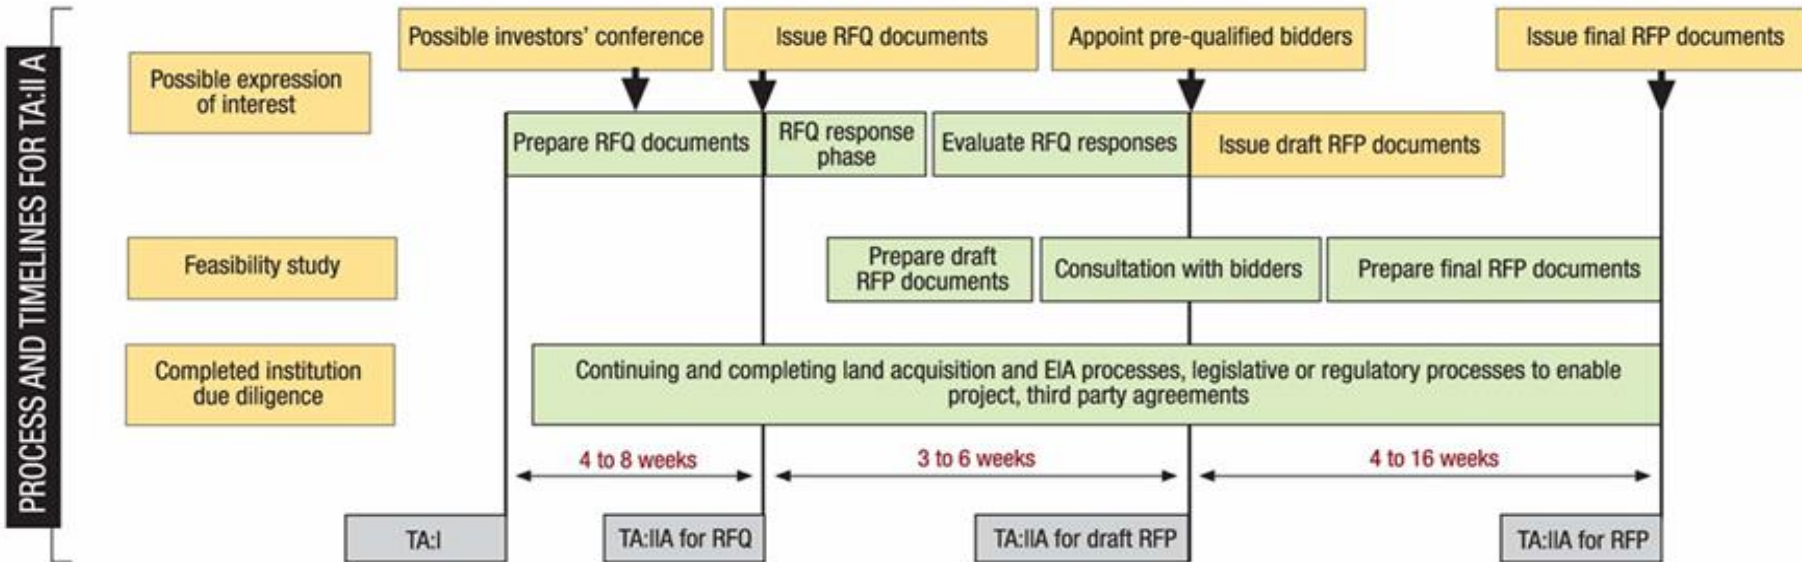 PROCESS AND TIMELINES FOR TA:II A
Possible investors' conference
Issue RFQ documents
Appoint pre-qualified bidders
Issue final RFP documents
Possible expression
of interest
Prepare RFQ documents
RFQ response
phase
Evaluate RFQ responses
Issue draft RFP documents
Feasibility study
Prepare draft
RFP documents
Consultation with bidders
Prepare final RFP documents
Completed institution
due diligence
Continuing and completing land acquisition and EIA processes, legislative or regulatory processes to enable
project, third party agreements
4 to 8 weeks
3 to 6 weeks
4 to 16 weeks
TA:I
TA:IIA for RFQ
TA:IIA for draft RFP
TA:IIA for RFP